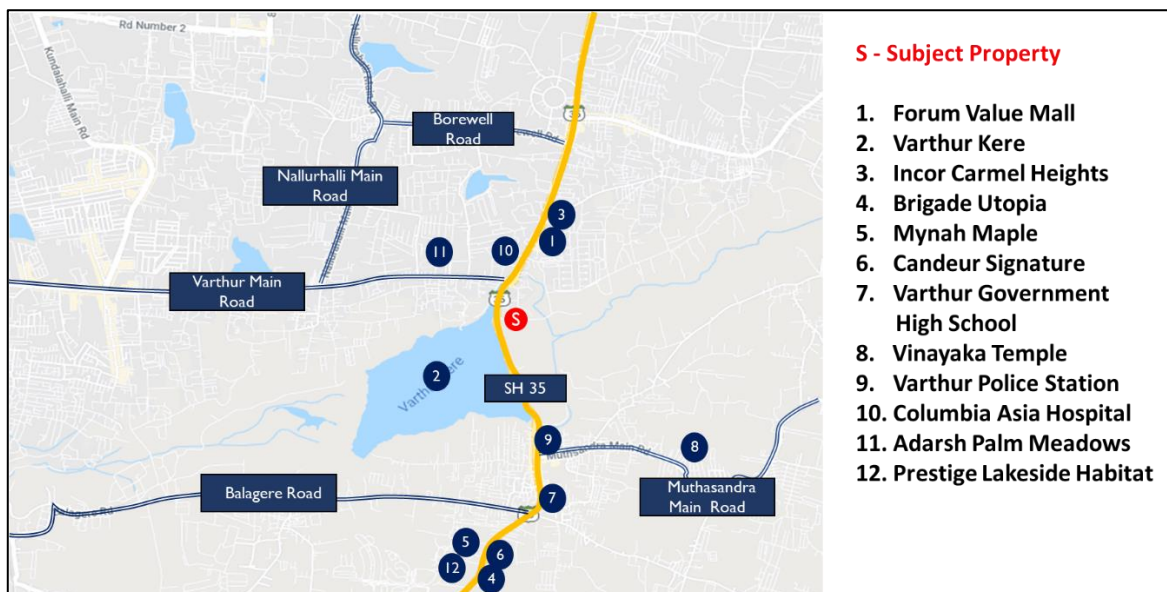 Rd Number 2
Kundalahalli Main Rd
Borewell
Road
ewell Rd
35
Nallurhalli Main
Road
3
1
10
11
Varthur Main
Road
35
S
2
Varthur Kere
SH 35
9
Muthsandra Main Rd
8
Muthasandra
Main Road
7
Balagere Road
Balagere Rd
5
6
12
4
S - Subject Property
1. Forum Value Mall
2. Varthur Kere
3. Incor Carmel Heights
4. Brigade Utopia
5. Mynah Maple
6. Candeur Signature
7. Varthur Government
High School
8. Vinayaka Temple
9. Varthur Police Station
10. Columbia Asia Hospital
11. Adarsh Palm Meadows
12. Prestige Lakeside Habitat